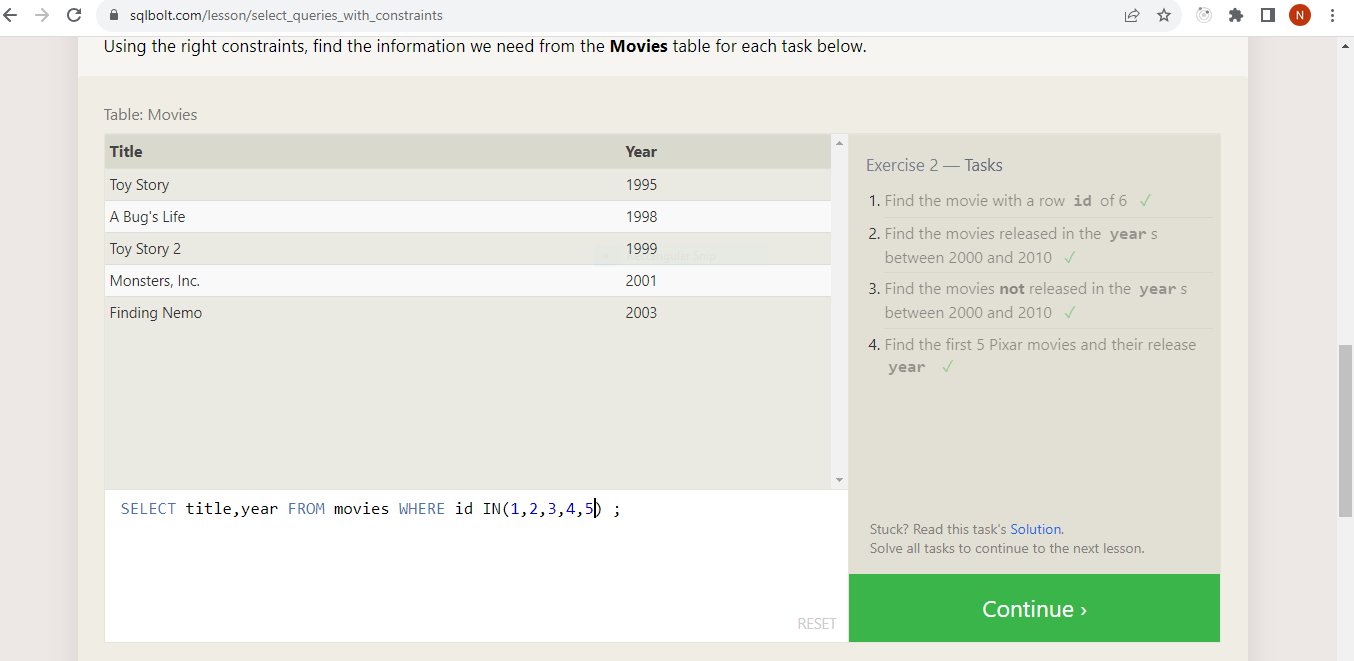 sqlbolt.com/lesson/select_queries_with_constraints
N
Using the right constraints, find the information we need from the Movies table for each task below.
Table: Movies
Title Year
Toy Story 1995
A Bug's Life 1998
Toy Story 2 1999
Monsters, Inc. 2001
Finding Nemo 2003
SELECT title,year FROM movies WHERE id IN(1,2,3,4,5) ;
RESET
Exercise 2 — Tasks
1. Find the movie with a row id of 6 ✓
2. Find the movies released in the year s
between 2000 and 2010 ✓
3. Find the movies not released in the year s
between 2000 and 2010 ✓
4. Find the first 5 Pixar movies and their release
year ✓
Stuck? Read this task's Solution.
Solve all tasks to continue to the next lesson.
Continue ›